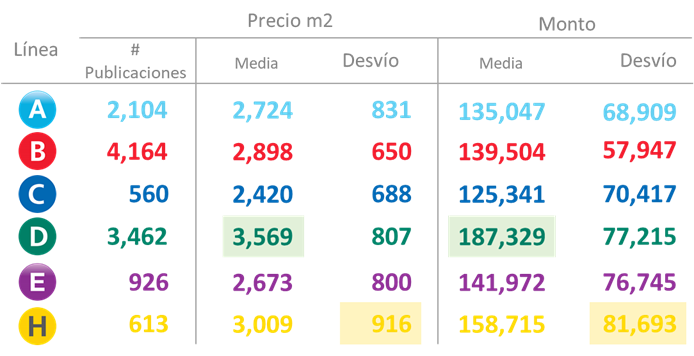 Precio m2 Monto
Línea # Publicaciones Media Desvío Media Desvío
A 2,104 2,724 831 135,047 68,909
B 4,164 2,898 650 139,504 57,947
C 560 2,420 688 125,341 70,417
D 3,462 3,569 807 187,329 77,215
E 926 2,673 800 141,972 76,745
H 613 3,009 916 158,715 81,693